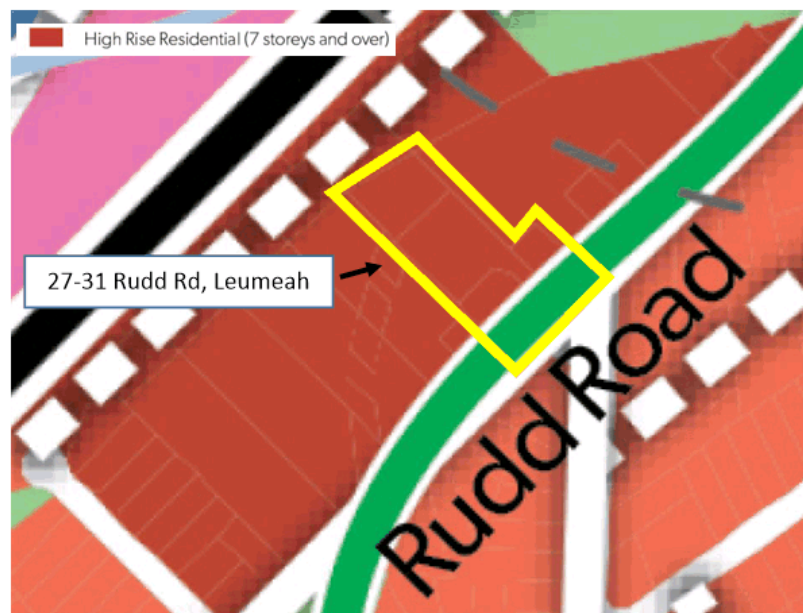 High Rise Residential (7 storeys and over)
27-31 Rudd Rd, Leumeah
Rudd Road